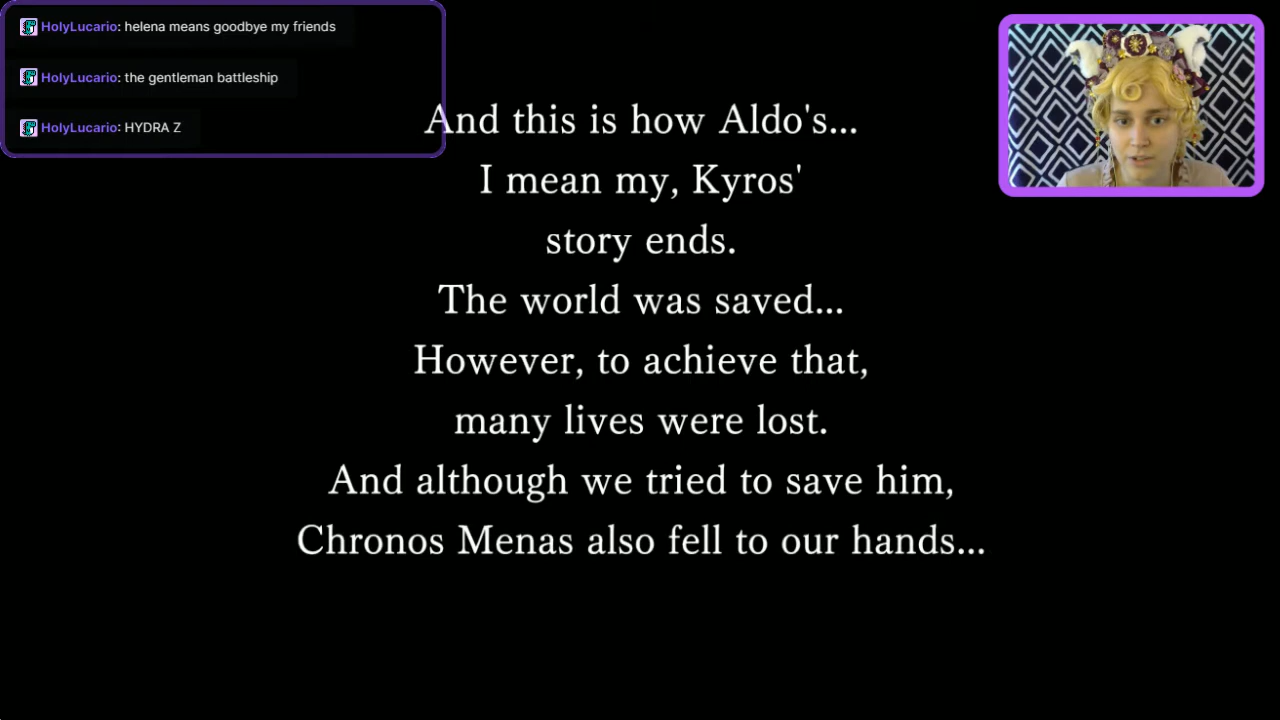 HolyLucario: helena means goodbye my friends
HolyLucario: the gentleman battleship
HolyLucario: HYDRA Z
And this is how Aldo's...
I mean my, Kyros'
story ends.
The world was saved...
However, to achieve that,
many lives were lost.
And although we tried to save him,
Chronos Menas also fell to our hands...